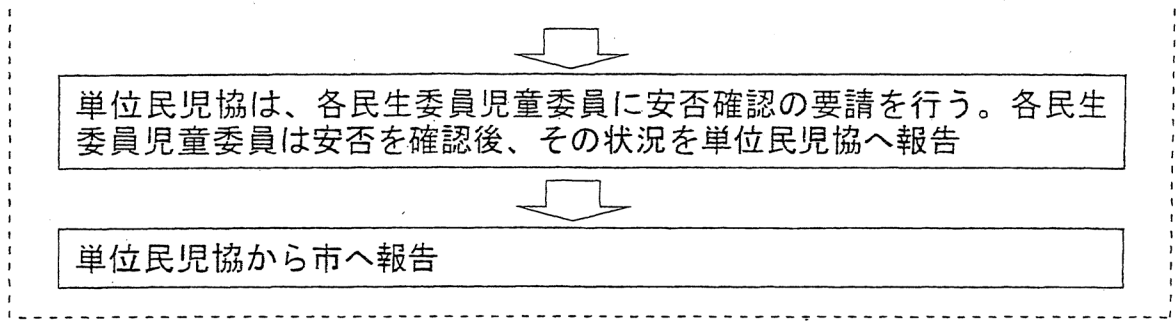 単位民児協は、各民生委員児童委員に安否確認の要請を行う。各民生
委員児童委員は安否を確認後、その状況を単位民児協へ報告
単位民児協から市へ報告